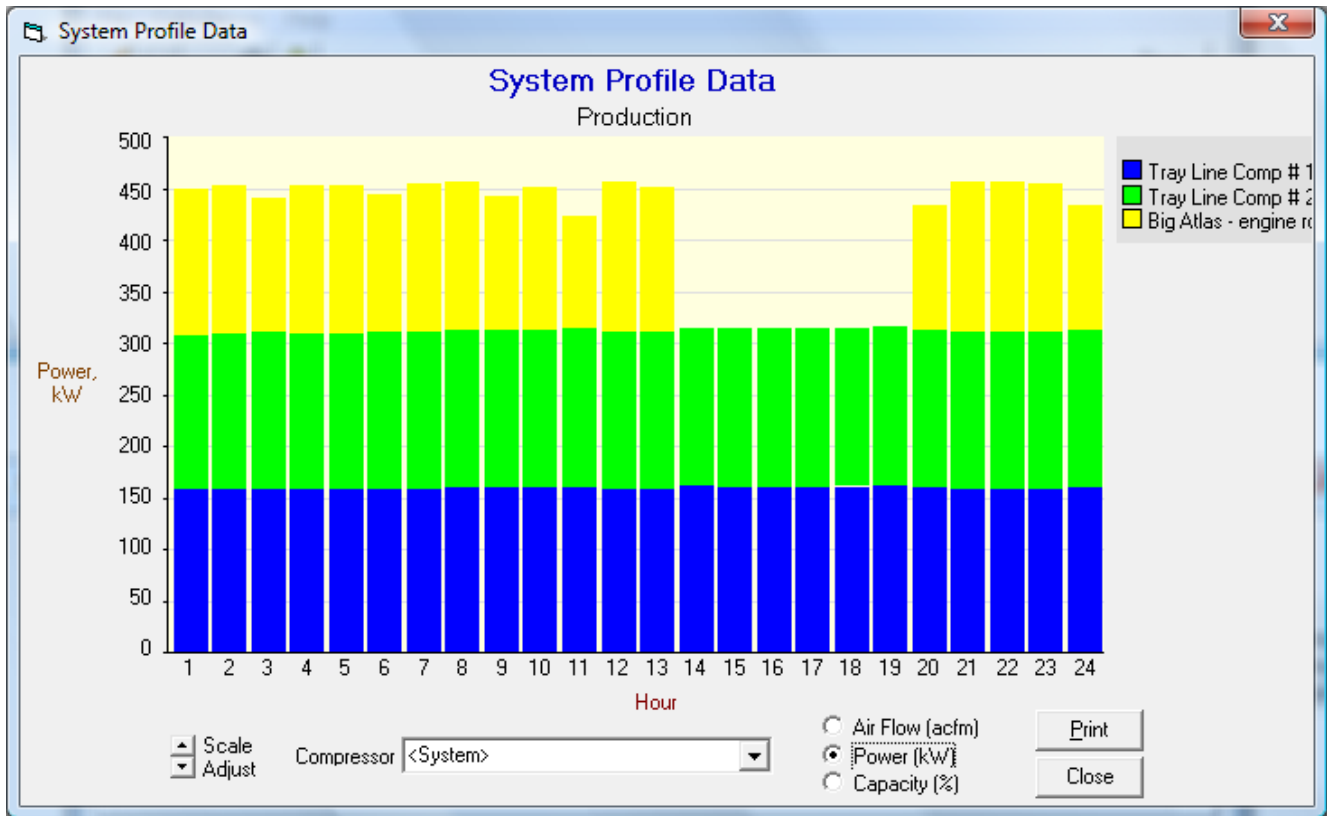 System Profile Data
System Profile Data
Production
500
450
400
350
300
250
200
150
100
50
0
Power,
kW
1 2 3 4 5 6 7 8 9 10 11 12 13 14 15 16 17 18 19 20 21 22 23 24
Hour
Tray Line Comp # 1
Tray Line Comp # 2
Big Atlas - engine
Scale
Adjust
Compressor <System>
Air Flow (acfm)
Power (kW)
Capacity (%)
Print
Close